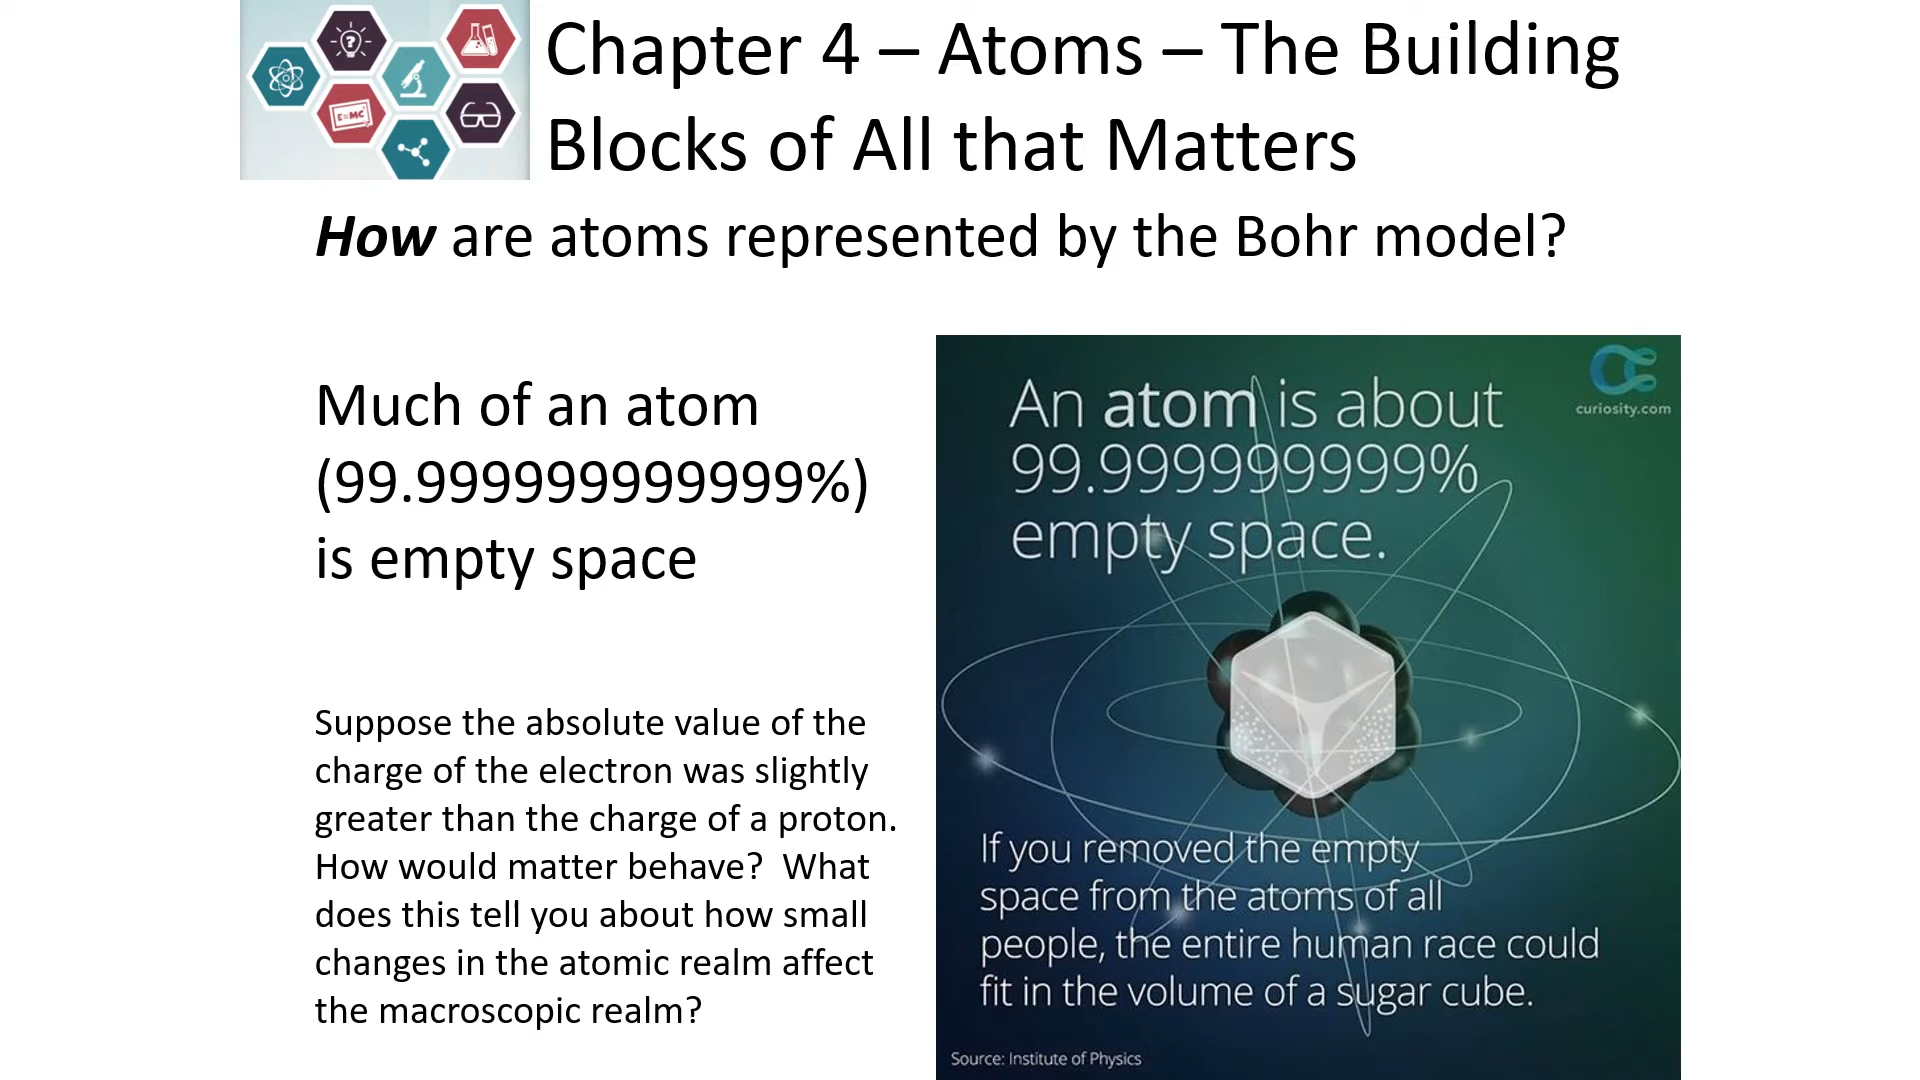 E=MC²
Chapter 4 – Atoms – The Building
Blocks of All that Matters
How are atoms represented by the Bohr model?
Much of an atom
(99.9999999999999%)
is empty space
Suppose the absolute value of the
charge of the electron was slightly
greater than the charge of a proton.
How would matter behave? What
does this tell you about how small
changes in the atomic realm affect
the macroscopic realm?
curiosity.com
An atom is about
99.999999999%
empty space.
If you removed the empty
space from the atoms of all
people, the entire human race could
fit in the volume of a sugar cube.
Source: Institute of Physics